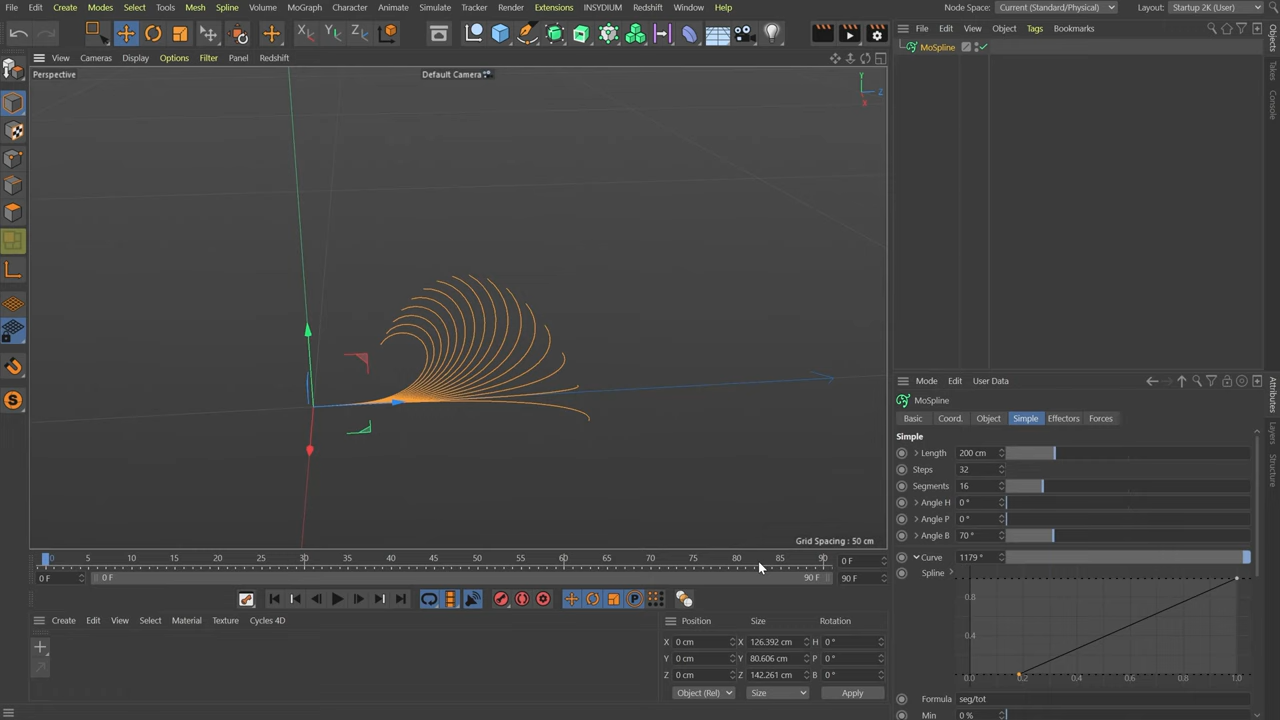 File Edit Create Modes Select Tools Mesh Spline Volume MoGraph Character Animate Simulate Tracker Render Extensions INSYDIUM Redshift Window Help Node Space: Current (Standard/Physical) Layout: Startup 2K (User)
File Edit View Object Tags Bookmarks
MoSpline
View Cameras Display Options Filter Panel Redshift
Perspective
Default Camera
Y
Z
X
Objects
Takes
Console
Grid Spacing : 50 cm
Mode Edit User Data
MoSpline
Basic Coord. Object Simple Effectors Forces
Simple
Length 200 cm
Steps 32
Segments 16
Angle H 0 °
Angle P 0 °
Angle B 70 °
Curve 1179 °
Spline
0.8
0.4
0.0 0.2 0.4 0.6 0.8 1.0
Formula seg/tot
Min 0 %
Attributes
Layers
Structure
0 5 10 15 20 25 30 35 40 45 50 55 60 65 70 75 80 85 90 0 F
0 F 0 F 90 F 90 F
Create Edit View Select Material Texture Cycles 4D
Position Size Rotation
X 0 cm X 126.392 cm H 0 °
Y 0 cm Y 80.606 cm P 0 °
Z 0 cm Z 142.261 cm B 0 °
Object (Rel) Size Apply